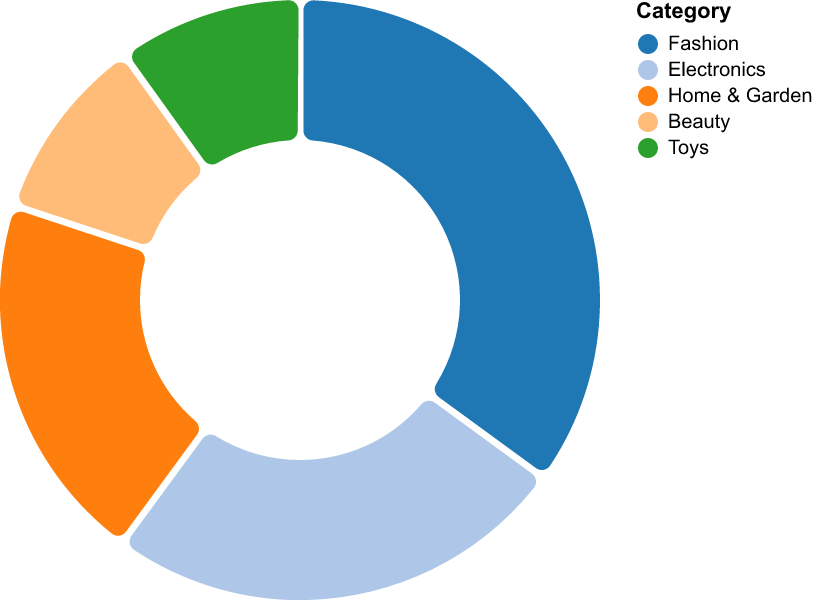 Category
Fashion
Electronics
Home & Garden
Beauty
Toys